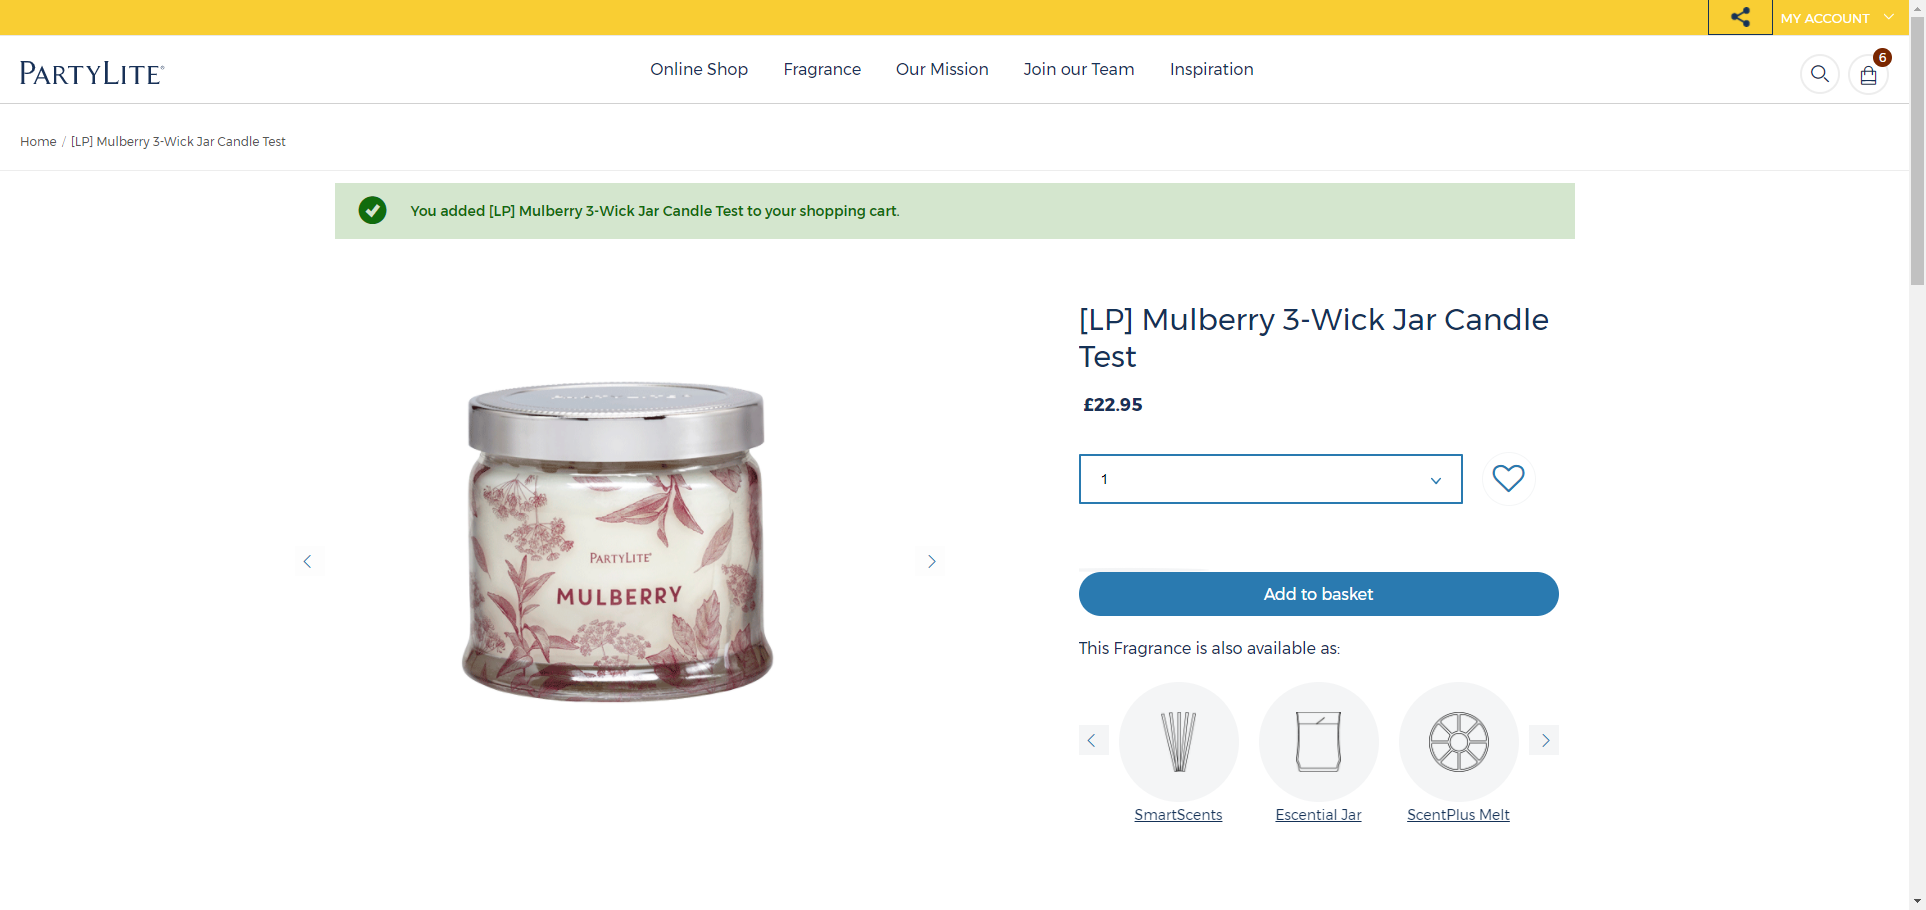 MY ACCOUNT
PARTYLITE®
Online Shop
Fragrance
Our Mission
Join our Team
Inspiration
6
Home / [LP] Mulberry 3-Wick Jar Candle Test
You added [LP] Mulberry 3-Wick Jar Candle Test to your shopping cart.
[LP] Mulberry 3-Wick Jar Candle
Test
£22.95
1
PARTYLITE®
MULBERRY
Add to basket
This Fragrance is also available as:
SmartScents
Escential Jar
ScentPlus Melt